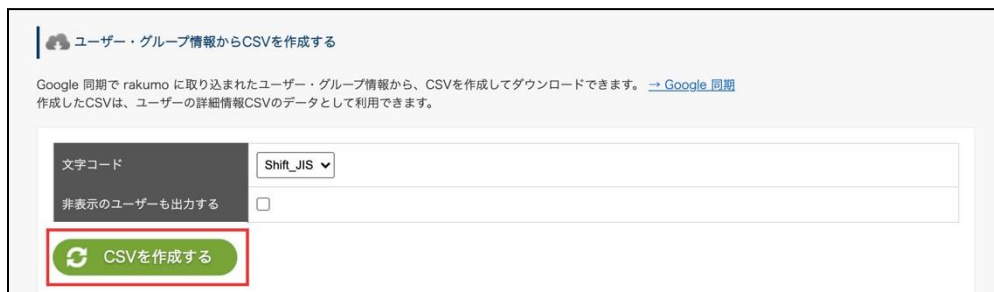 ユーザー・グループ情報からCSVを作成する
Google 同期で rakumo に取り込まれたユーザー・グループ情報から、CSVを作成してダウンロードできます。 → Google 同期
作成したCSVは、ユーザーの詳細情報CSVのデータとして利用できます。
文字コード Shift_JIS
非表示のユーザーも出力する
CSVを作成する